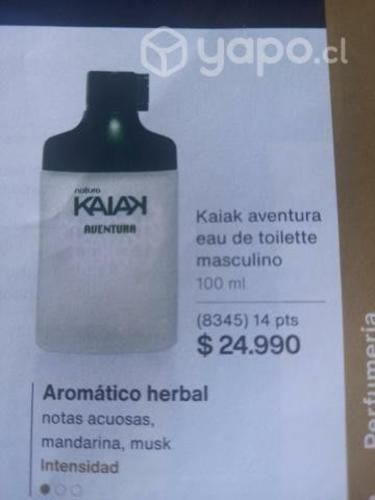 yapo.cl
natura
KAIAK
AVENTURA
Kaiak aventura
eau de toilette
masculino
100 ml
(8345) 14 pts
$ 24.990
Aromático herbal
notas acuosas,
mandarina, musk
Intensidad
Perfumería